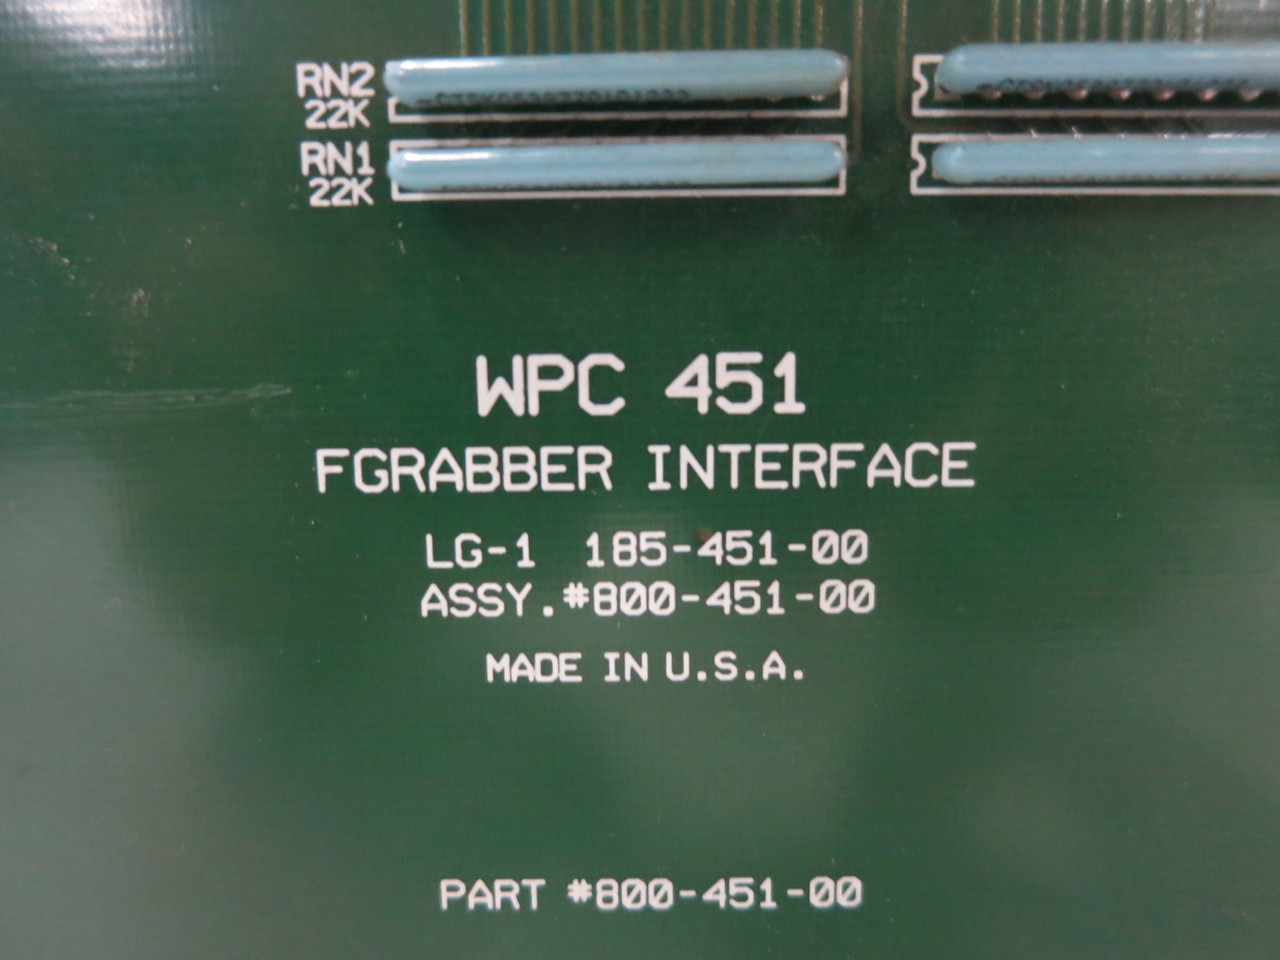 RN2
22K
RN1
22K
WPC 451
FGRABBER INTERFACE
LG-1 185-451-00
ASSY.#800-451-00
MADE IN U.S.A.
PART #800-451-00